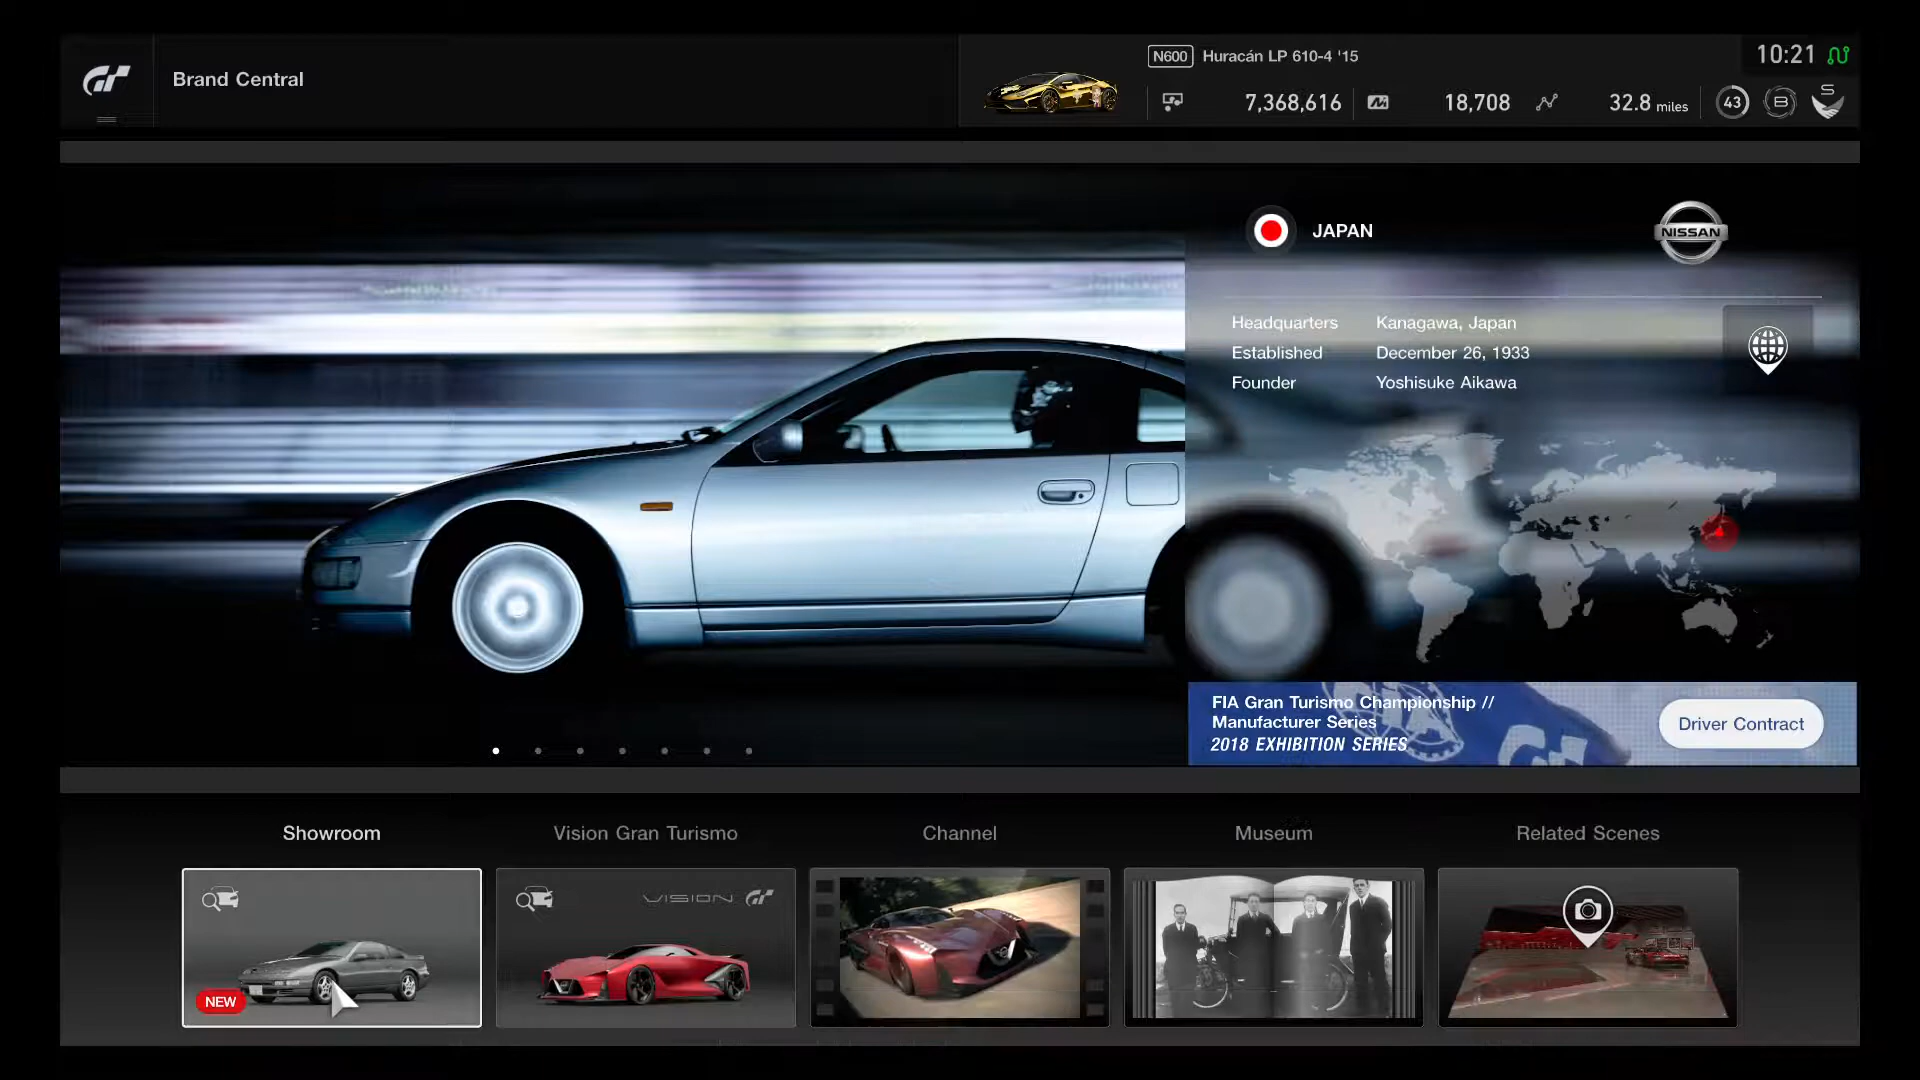 Brand Central
N600 Huracán LP 610-4 '15
10:21
7,368,616
18,708
32.8 miles
43
B
S
JAPAN
NISSAN
Headquarters Kanagawa, Japan
Established December 26, 1933
Founder Yoshisuke Aikawa
FIA Gran Turismo Championship //
Manufacturer Series
2018 EXHIBITION SERIES
Driver Contract
Showroom
Vision Gran Turismo
Channel
Museum
Related Scenes
VISION
NEW